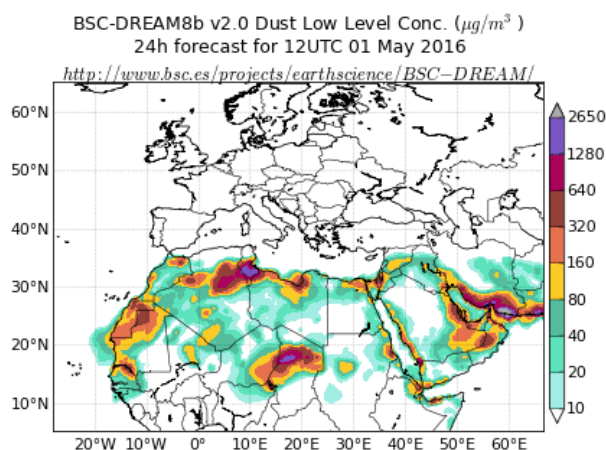 BSC-DREAM8b v2.0 Dust Low Level Conc. (μg/m³ )
24h forecast for 12UTC 01 May 2016
http://www.bsc.es/projects/earthscience/BSC−DREAM/
60°N
50°N
40°N
30°N
20°N
10°N
20°W 10°W 0° 10°E 20°E 30°E 40°E 50°E 60°E
2650
1280
640
320
160
80
40
20
10